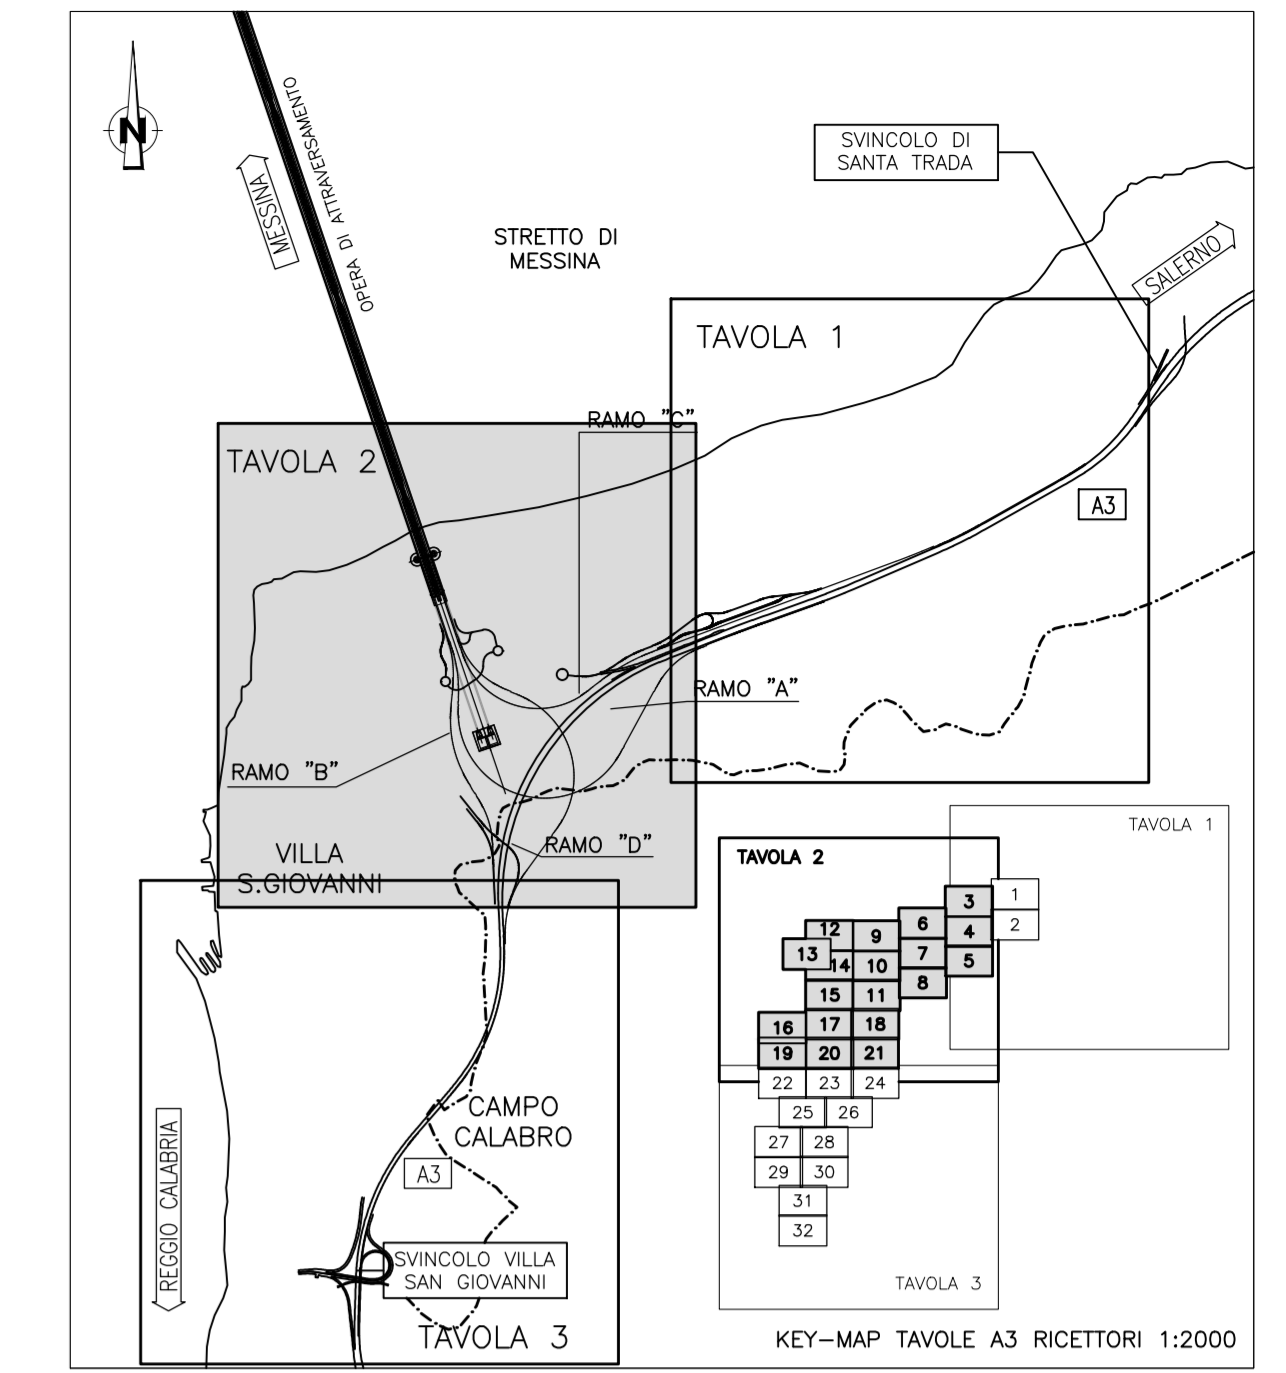 N
MESSINA
OPERA DI ATTRAVERSAMENTO
STRETTO DI
MESSINA
SVINCOLO DI
SANTA TRADA
SALERNO
TAVOLA 1
RAMO "C"
TAVOLA 2
A3
RAMO "A"
RAMO "B"
RAMO "D"
VILLA
S.GIOVANNI
CAMPO
CALABRO
A3
REGGIO CALABRIA
SVINCOLO VILLA
SAN GIOVANNI
TAVOLA 3
TAVOLA 1
TAVOLA 2
3
1
6
4
2
12
9
7
5
13
14
10
8
15
11
16
17
18
19
20
21
22
23
24
25
26
27
28
29
30
31
32
TAVOLA 3
KEY-MAP TAVOLE A3 RICETTORI 1:2000